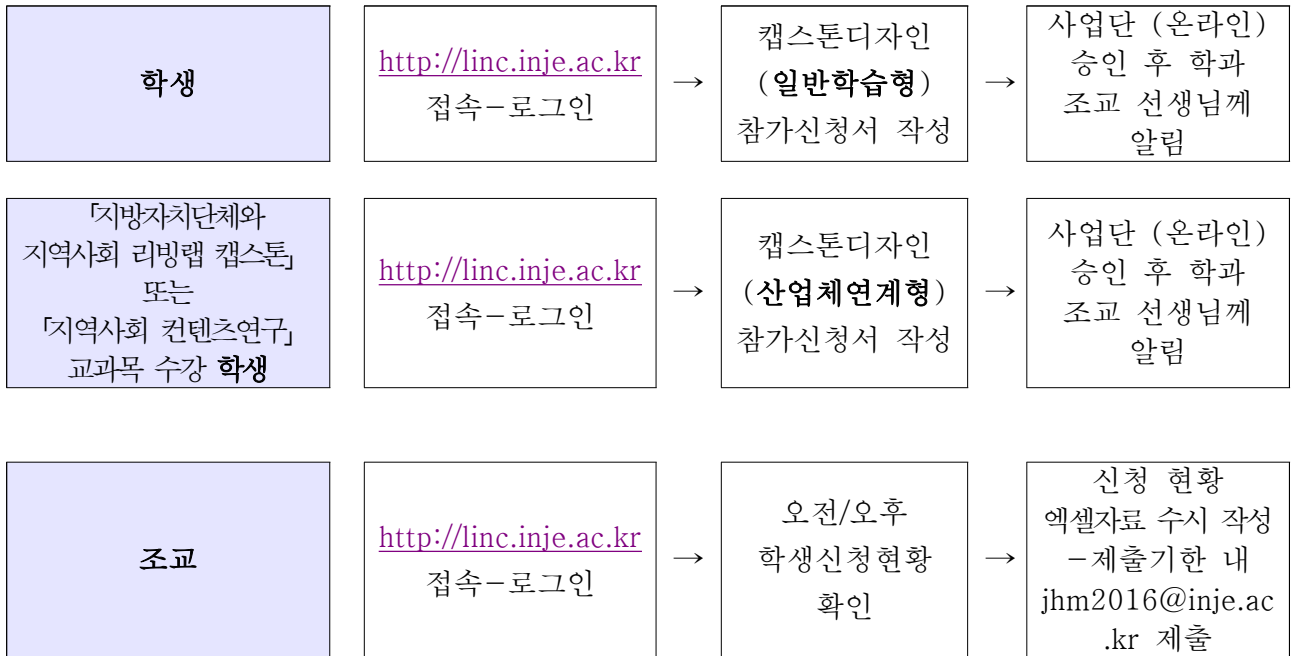 학생
http://linc.inje.ac.kr
접속-로그인
→
캡스톤디자인
(일반학습형)
참가신청서 작성
→
사업단 (온라인)
승인 후 학과
조교 선생님께
알림
「지방자치단체와
지역사회 리빙랩 캡스톤」
또는
「지역사회 컨텐츠연구」
교과목 수강 학생
http://linc.inje.ac.kr
접속-로그인
→
캡스톤디자인
(산업체연계형)
참가신청서 작성
→
사업단 (온라인)
승인 후 학과
조교 선생님께
알림
조교
http://linc.inje.ac.kr
접속-로그인
→
오전/오후
학생신청현황
확인
→
신청 현황
엑셀자료 수시 작성
-제출기한 내
jhm2016@inje.ac
.kr 제출